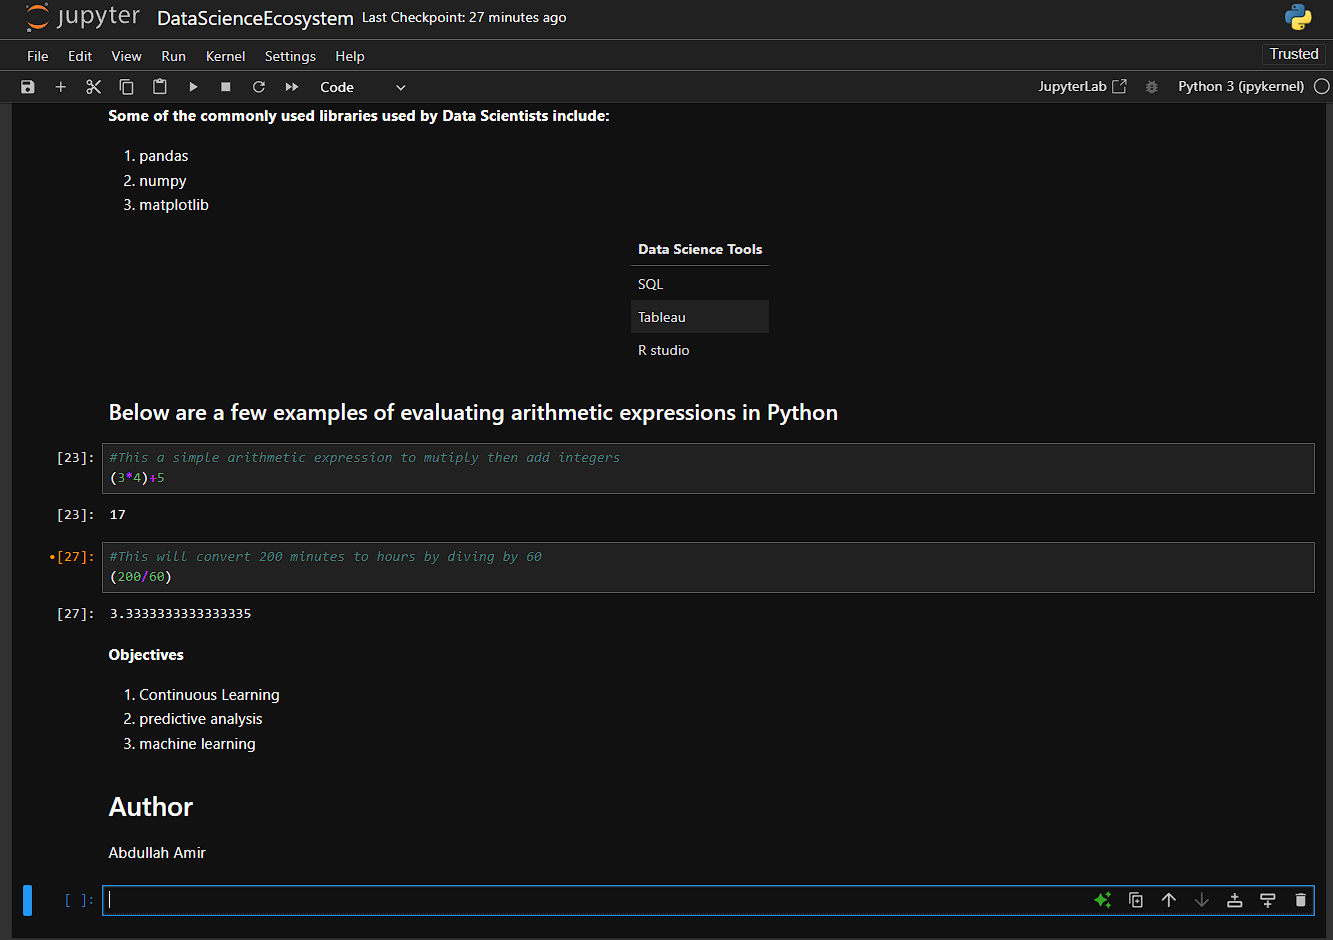 jupyter DataScienceEcosystem Last Checkpoint: 27 minutes ago
File Edit View Run Kernel Settings Help Trusted
Code JupyterLab Python 3 (ipykernel)
Some of the commonly used libraries used by Data Scientists include:
1. pandas
2. numpy
3. matplotlib
Data Science Tools
SQL
Tableau
R studio
Below are a few examples of evaluating arithmetic expressions in Python
[23]: #This a simple arithmetic expression to mutiply then add integers
(3*4)+5
[23]: 17
•[27]: #This will convert 200 minutes to hours by diving by 60
(200/60)
[27]: 3.3333333333333335
Objectives
1. Continuous Learning
2. predictive analysis
3. machine learning
Author
Abdullah Amir
[ ]: